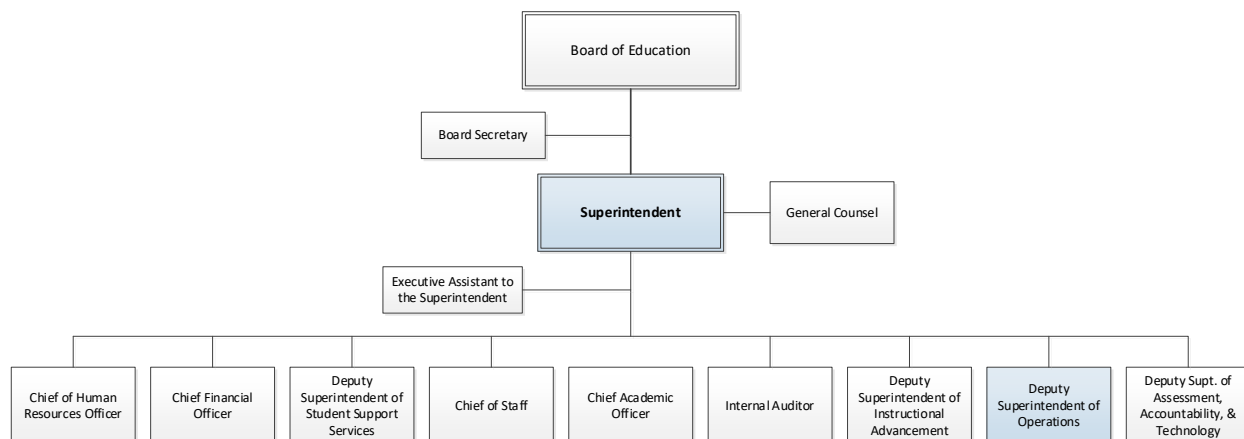 Board of Education
Board Secretary
Superintendent
General Counsel
Executive Assistant to
the Superintendent
Chief of Human
Resources Officer
Chief Financial
Officer
Deputy
Superintendent of
Student Support
Services
Chief of Staff
Chief Academic
Officer
Internal Auditor
Deputy
Superintendent of
Instructional
Advancement
Deputy
Superintendent of
Operations
Deputy Supt. of
Assessment,
Accountability, &
Technology